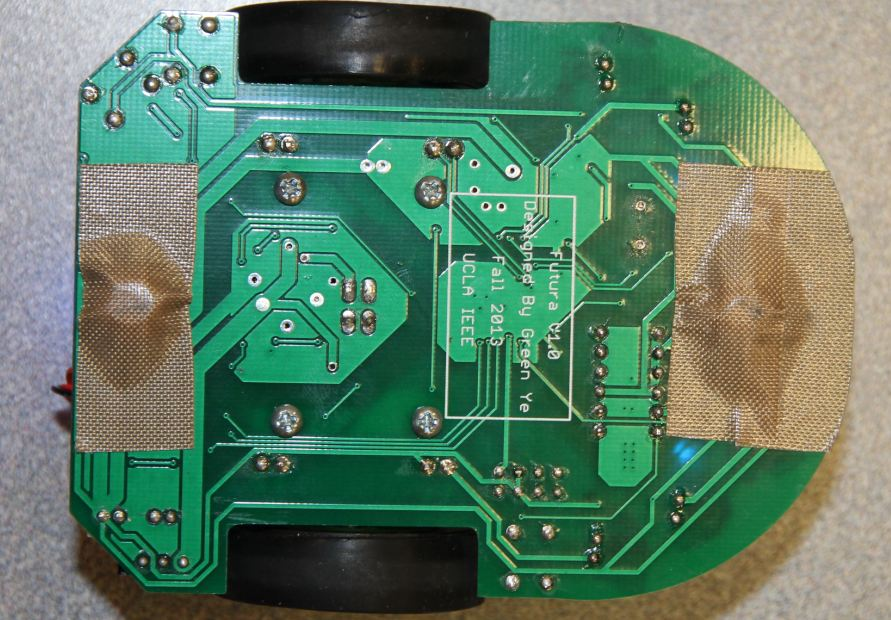 Futura V1.0
Designed By Green Ye
Fall 2013
UCLA IEEE